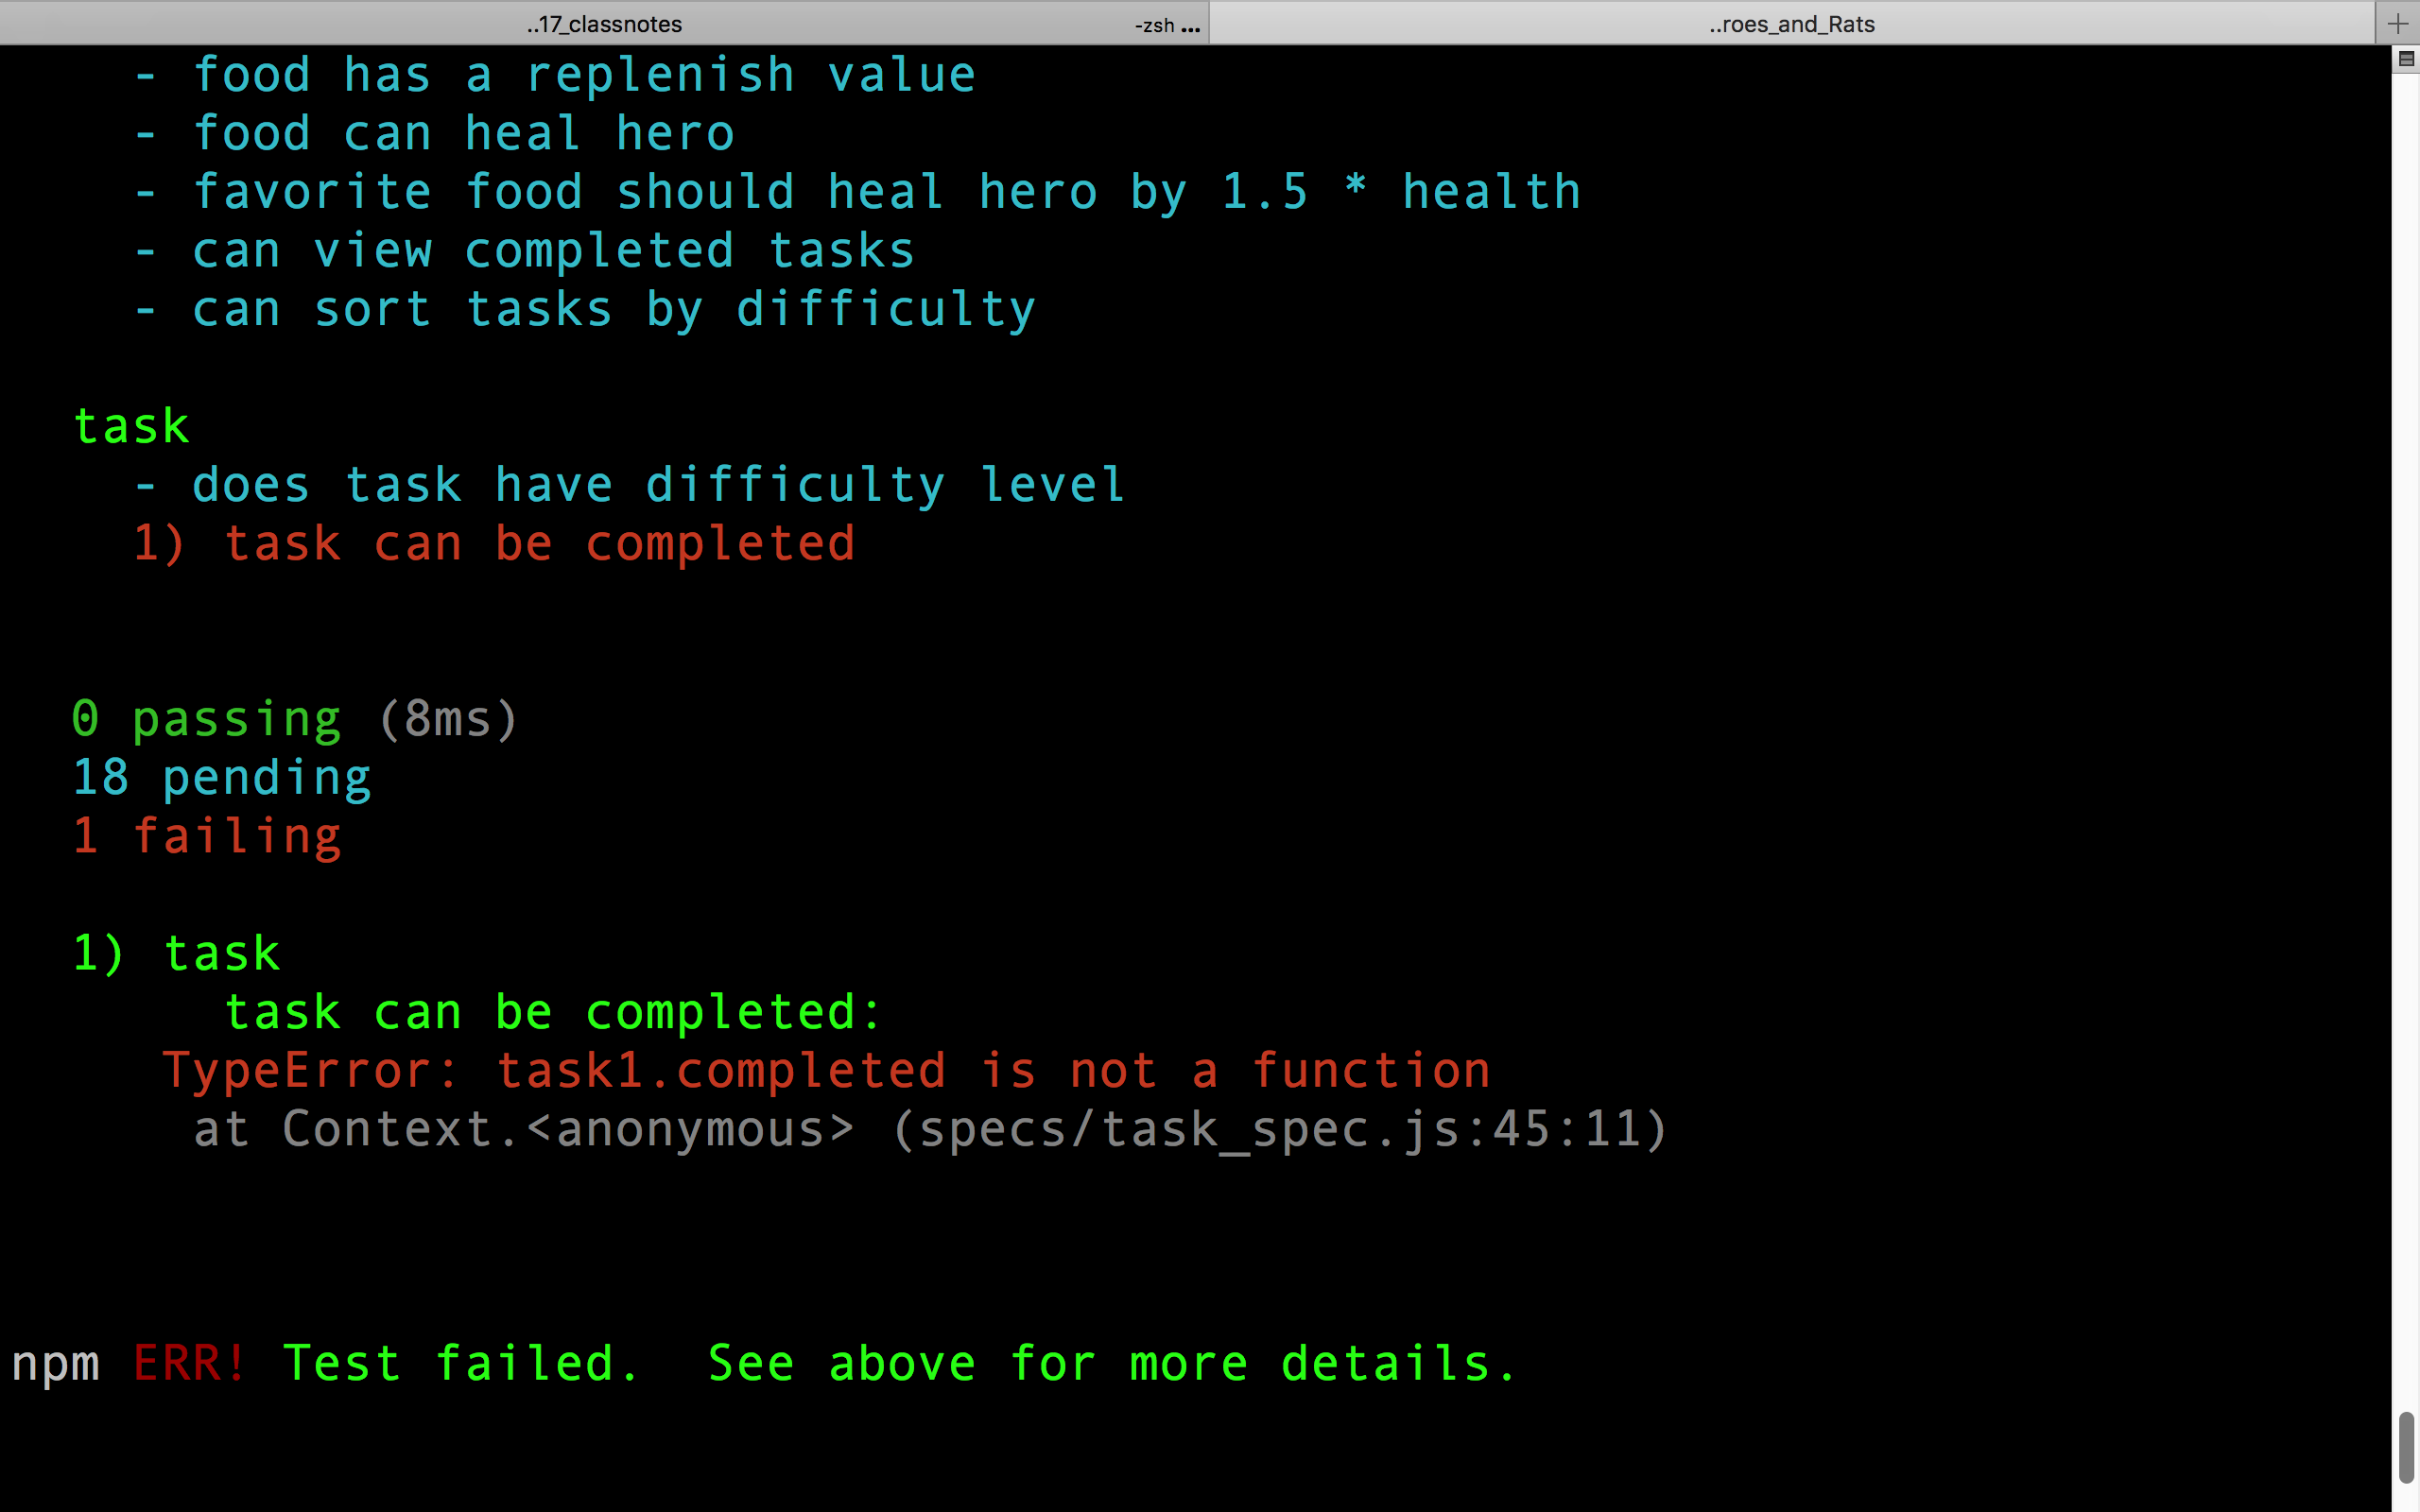 ..17_classnotes -zsh ... ..roes_and_Rats +
- food has a replenish value
- food can heal hero
- favorite food should heal hero by 1.5 * health
- can view completed tasks
- can sort tasks by difficulty
task
- does task have difficulty level
1) task can be completed
0 passing (8ms)
18 pending
1 failing
1) task
task can be completed:
TypeError: task1.completed is not a function
at Context.<anonymous> (specs/task_spec.js:45:11)
npm ERR! Test failed.  See above for more details.